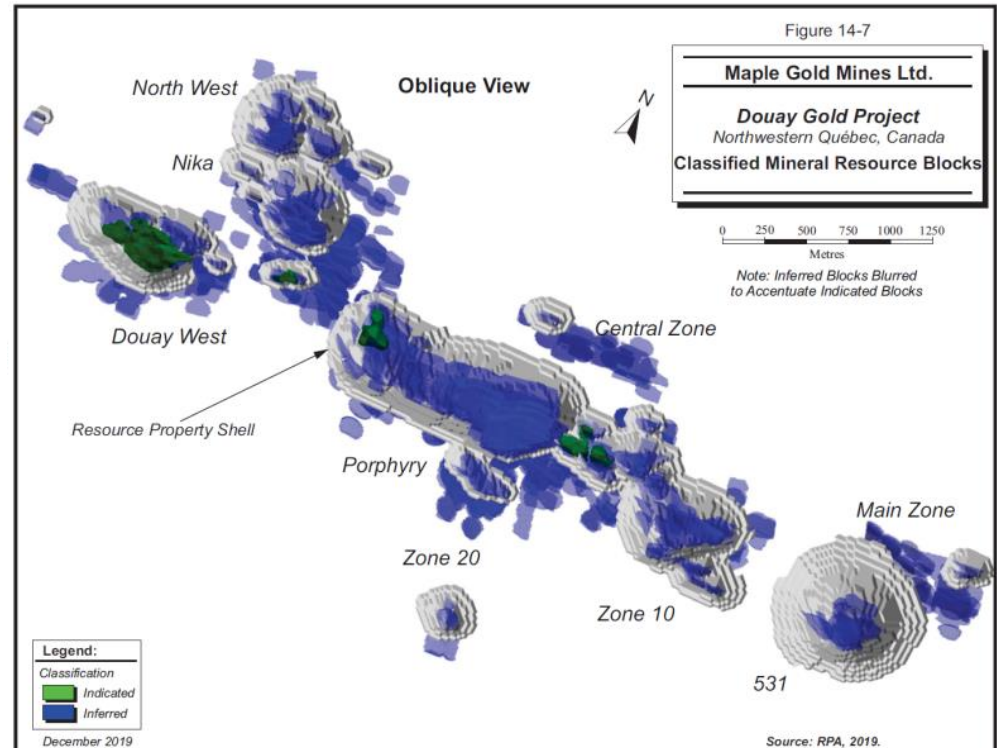 Figure 14-7
Maple Gold Mines Ltd.
Douay Gold Project
Northwestern Québec, Canada
Classified Mineral Resource Blocks
Oblique View
N
0 250 500 750 1000 1250
Metres
Note: Inferred Blocks Blurred
to Accentuate Indicated Blocks
North West
Nika
Douay West
Central Zone
Resource Property Shell
Porphyry
Main Zone
Zone 20
Zone 10
531
Legend:
Classification
Indicated
Inferred
December 2019
Source: RPA, 2019.